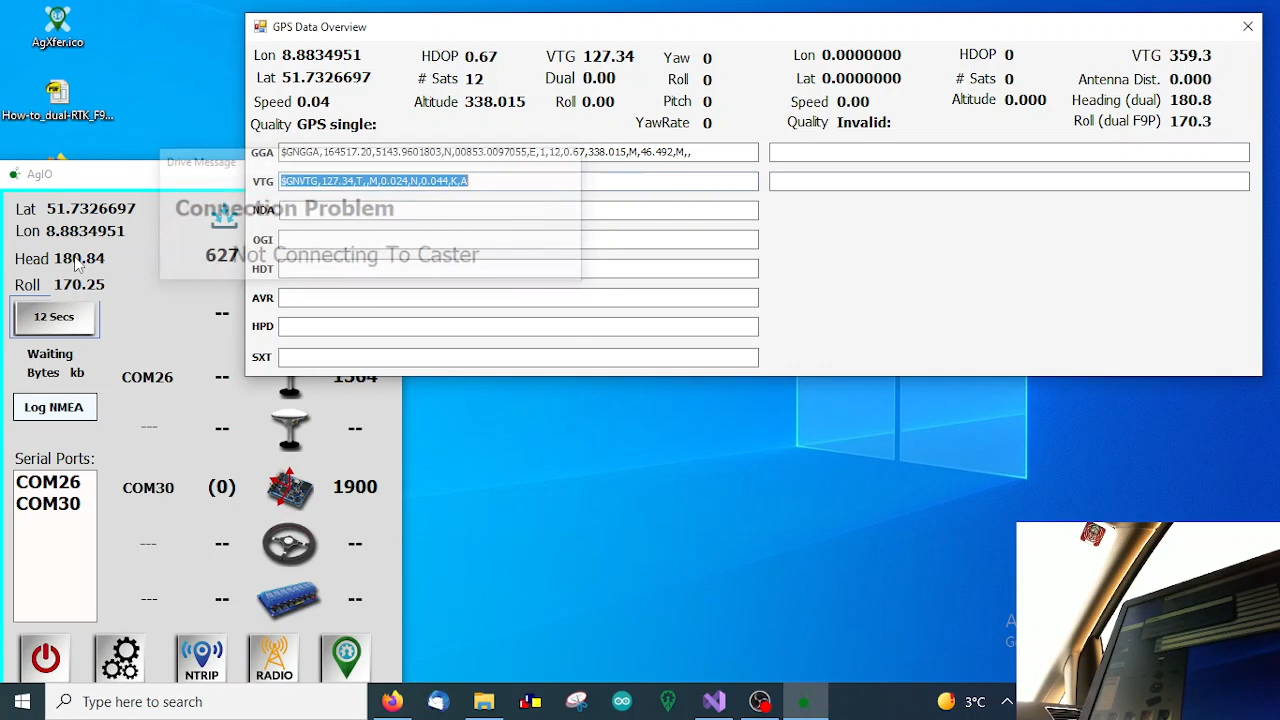 AgXfer.ico
How-to_dual-RTK_F9...
GPS Data Overview
Lon 8.8834951
HDOP 0.67
VTG 127.34
Yaw 0
Lat 51.7326697
# Sats 12
Dual 0.00
Roll 0
Speed 0.04
Altitude 338.015
Roll 0.00
Pitch 0
Quality GPS single:
YawRate 0
Lon 0.0000000
HDOP 0
VTG 359.3
Lat 0.0000000
# Sats 0
Antenna Dist. 0.000
Speed 0.00
Altitude 0.000
Heading (dual) 180.8
Quality Invalid:
Roll (dual F9P) 170.3
GGA $GNGGA,164517.20,5143.9601803,N,00853.0097055,E,1,12,0.67,338.015,M,46.492,M,,
VTG $GNVTG,127.34,T,,M,0.024,N,0.044,K,A
NDA
OGI
HDT
AVR
HPD
SXT
Drive Message
Connection Problem
Not Connecting To Caster
AgIO
Lat 51.7326697
Lon 8.8834951
Head 180.84
627
Roll 170.25
12 Secs
--
Waiting
Bytes kb
COM26 -- 1564
Log NMEA
--- -- --
Serial Ports:
COM26
COM30
COM30 (0) 1900
--- -- --
--- -- --
NTRIP
RADIO
Type here to search
3°C